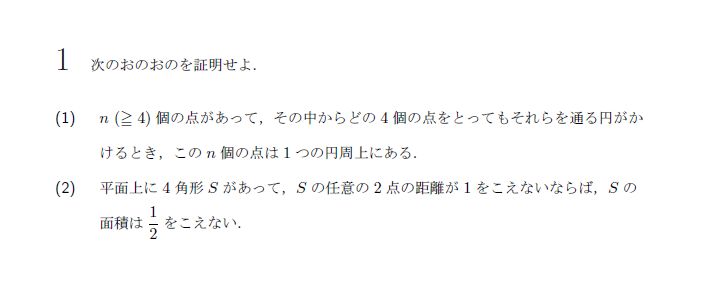 1 次のおのおのを証明せよ.
(1) n (≧ 4) 個の点があって，その中からどの 4 個の点をとってもそれらを通る円がか
けるとき，この n 個の点は 1 つの円周上にある.
(2) 平面上に 4 角形 S があって，S の任意の 2 点の距離が 1 をこえないならば，S の
面積は 1/2 をこえない.